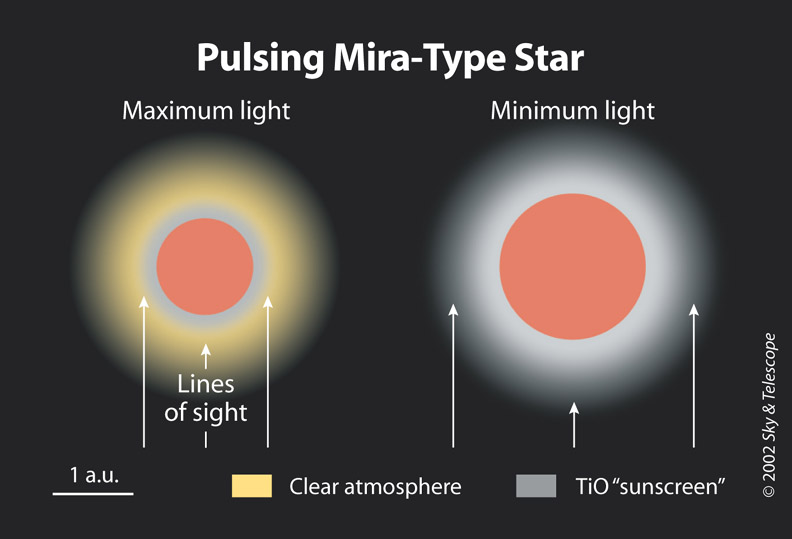 Pulsing Mira-Type Star
Maximum light
Minimum light
Lines
of sight
1 a.u.
Clear atmosphere
TiO “sunscreen”
© 2002 Sky & Telescope